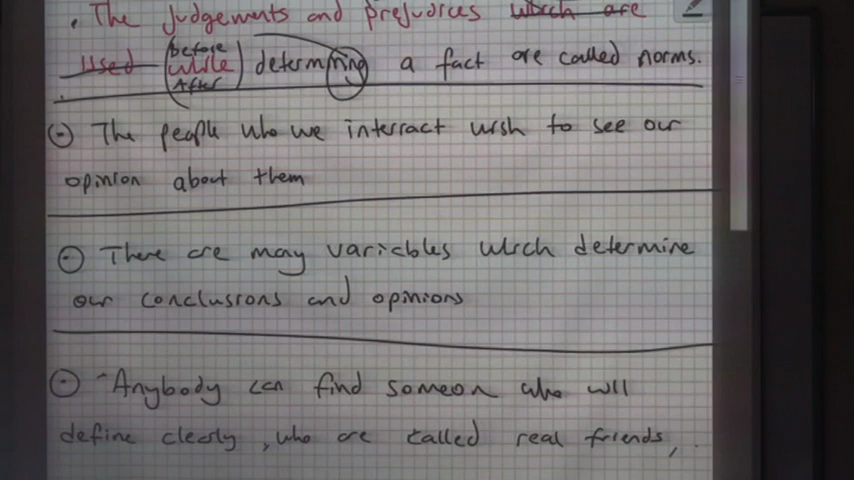 . The judgements and prejudices which are
used (before while After) determining a fact are called norms.
The people who we interract wish to see our
opinion about them
There are may variables which determine
our conclusions and opinions
"Anybody can find someon who will
define clearly, who are called real friends,